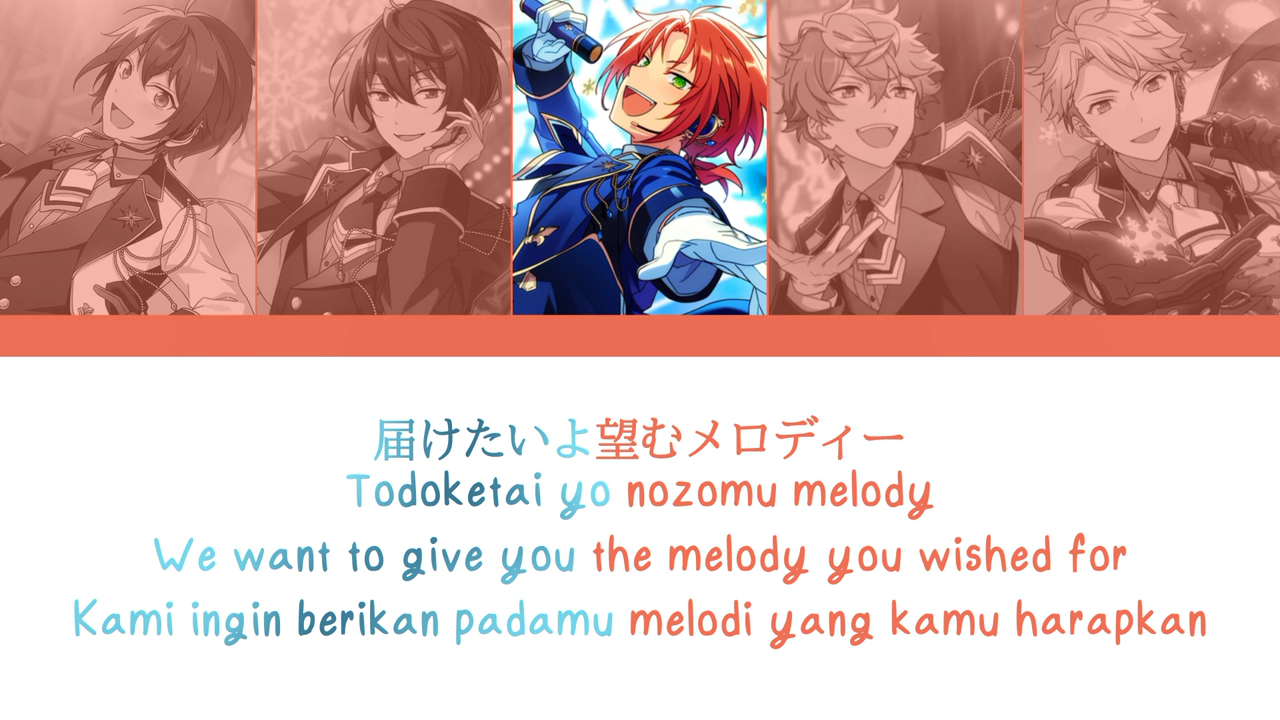 届けたいよ望むメロディー
Todoketai yo nozomu melody
We want to give you the melody you wished for
Kami ingin berikan padamu melodi yang kamu harapkan